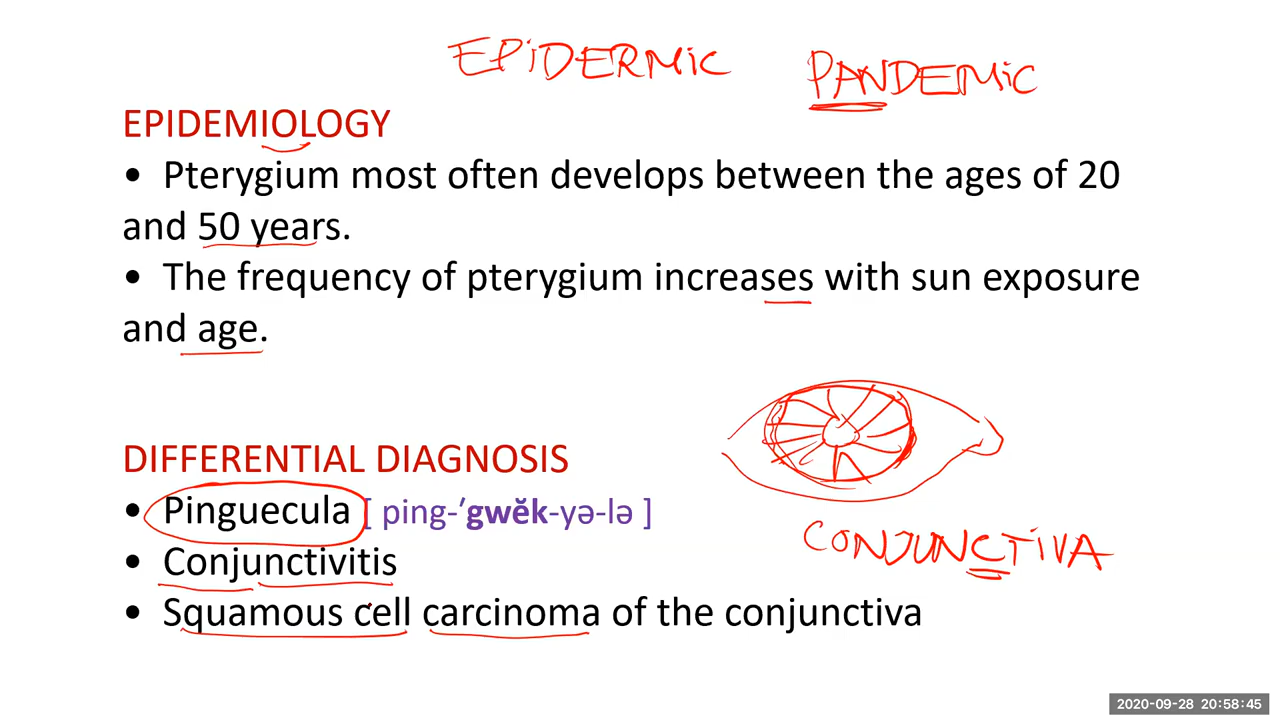 EPIDERMIC PANDEMIC
EPIDEMIOLOGY
• Pterygium most often develops between the ages of 20
and 50 years.
• The frequency of pterygium increases with sun exposure
and age.
DIFFERENTIAL DIAGNOSIS
• Pinguecula [ ping-′gwĕk-yə-lə ]
CONJUNCTIVA
• Conjunctivitis
• Squamous cell carcinoma of the conjunctiva
2020-09-28 20:58:45